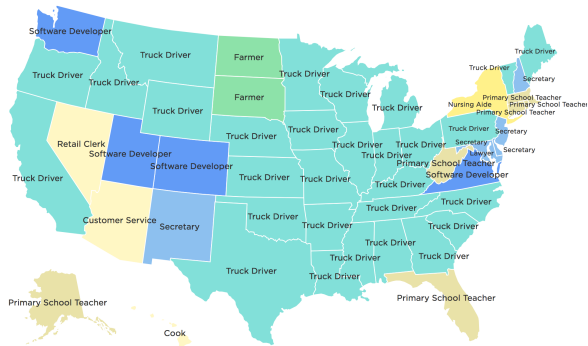 Software Developer
Truck Driver
Farmer
Truck Driver
Truck Driver
Truck Driver
Truck Driver
Truck Driver
Truck Driver
Truck Driver
Secretary
Farmer
Truck Driver
Truck Driver
Primary School Teacher
Nursing Aide
Primary School Teacher
Primary School Teacher
Truck Driver
Truck Driver
Truck Driver
Truck Driver
Secretary
Retail Clerk
Software Developer
Truck Driver
Truck Driver
Truck Driver
Secretary
Lawyer
Secretary
Software Developer
Truck Driver
Truck Driver
Primary School Teacher
Software Developer
Truck Driver
Truck Driver
Customer Service
Secretary
Truck Driver
Truck Driver
Truck Driver
Truck Driver
Truck Driver
Truck Driver
Truck Driver
Truck Driver
Truck Driver
Truck Driver
Truck Driver
Primary School Teacher
Primary School Teacher
Cook